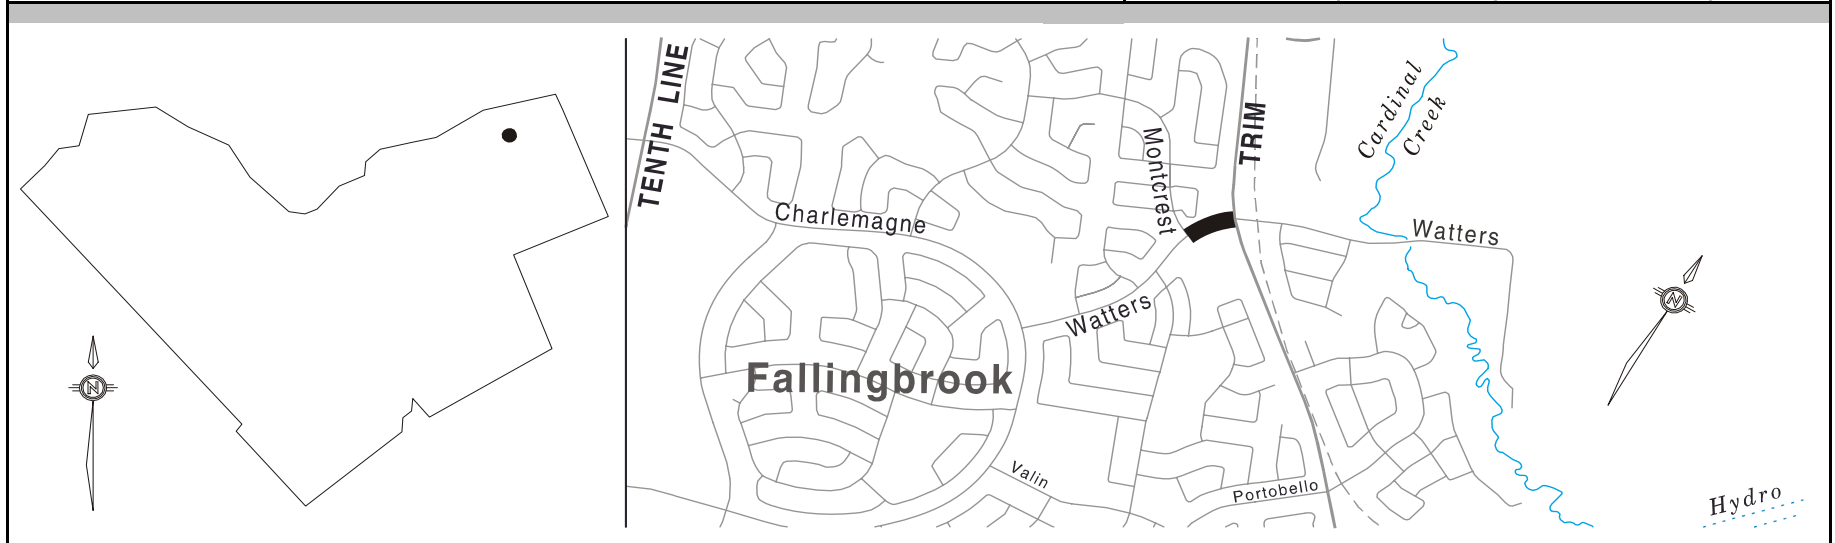 N
TENTH LINE
Charlemagne
Montcrest
TRIM
Cardinal
Creek
Watters
Watters
N
Fallingbrook
Valin
Portobello
Hydro